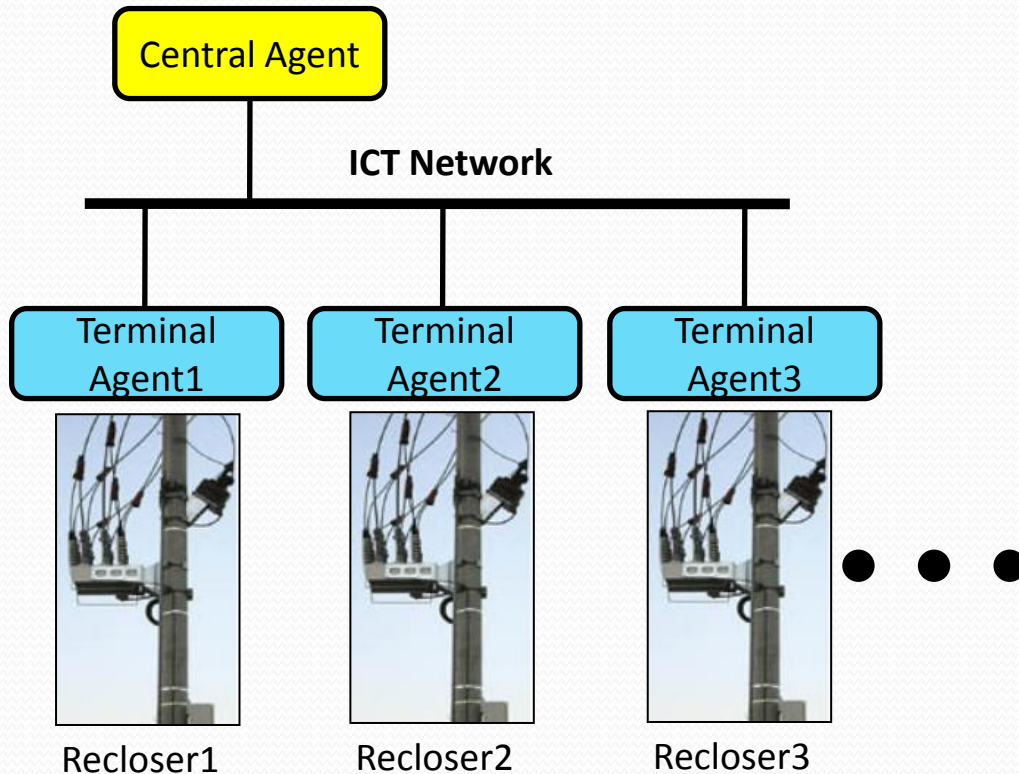 Central Agent
ICT Network
Terminal
Agent1
Terminal
Agent2
Terminal
Agent3
Recloser1
Recloser2
Recloser3